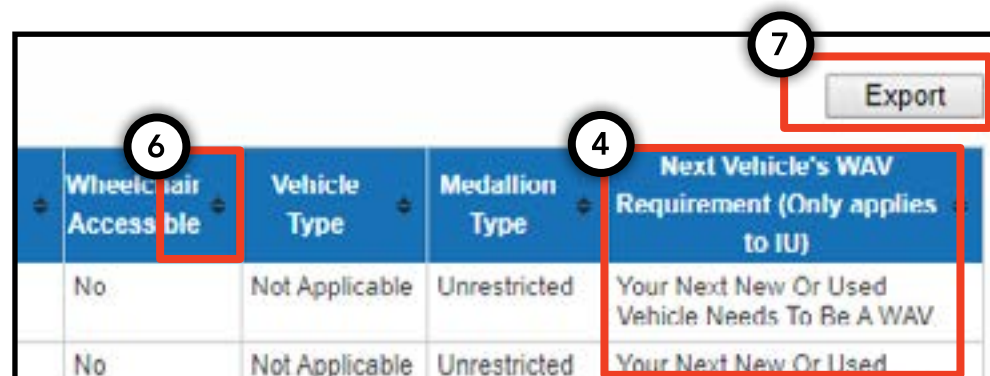 7
Export
6
4
Wheelchair
Accessible
Vehicle
Type
Medallion
Type
Next Vehicle's WAV
Requirement (Only applies
to IU)
No
Not Applicable
Unrestricted
Your Next New Or Used
Vehicle Needs To Be A WAV
No
Not Applicable
Unrestricted
Your Next New Or Used